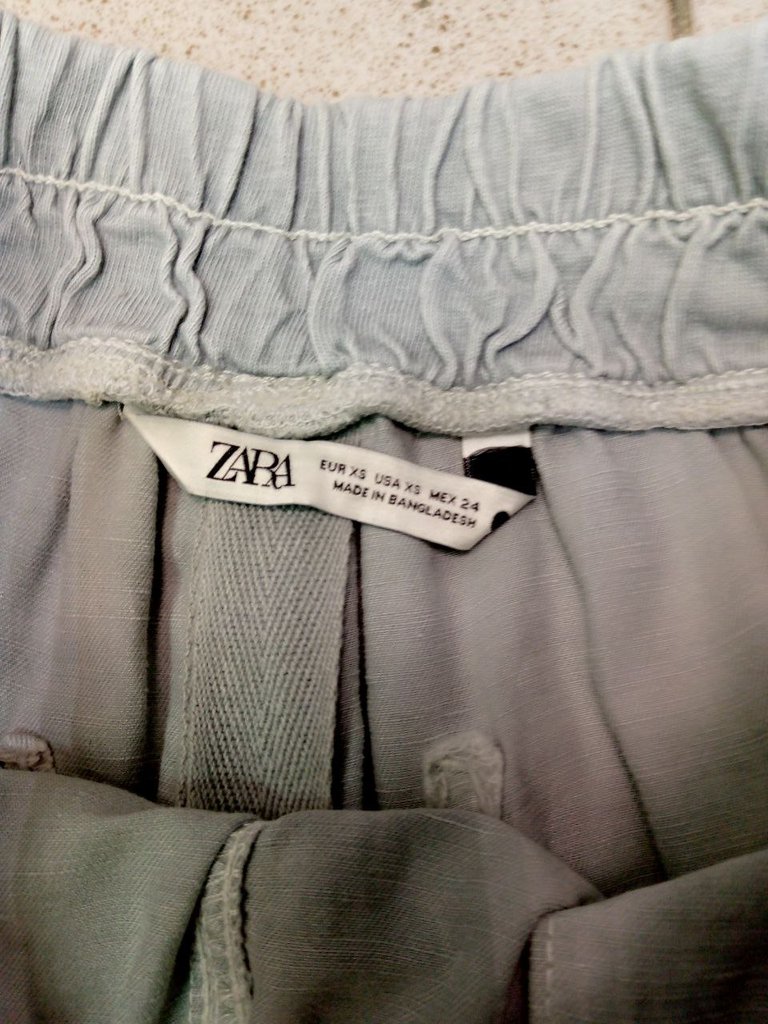 ZARA
EUR XS USA XS MEX 24
MADE IN BANGLADESH